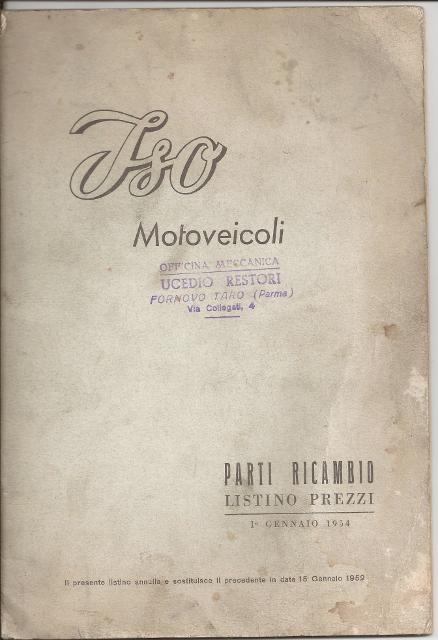 Iso
Motoveicoli
OFFICINA MECCANICA
UCEDIO RESTORI
FORNOVO TARO (Parma)
Via Collegati, 4
PARTI RICAMBIO
LISTINO PREZZI
1° GENNAIO 1954
Il presente listino annulla e sostituisce il precedente in data 15 Gennaio 1952